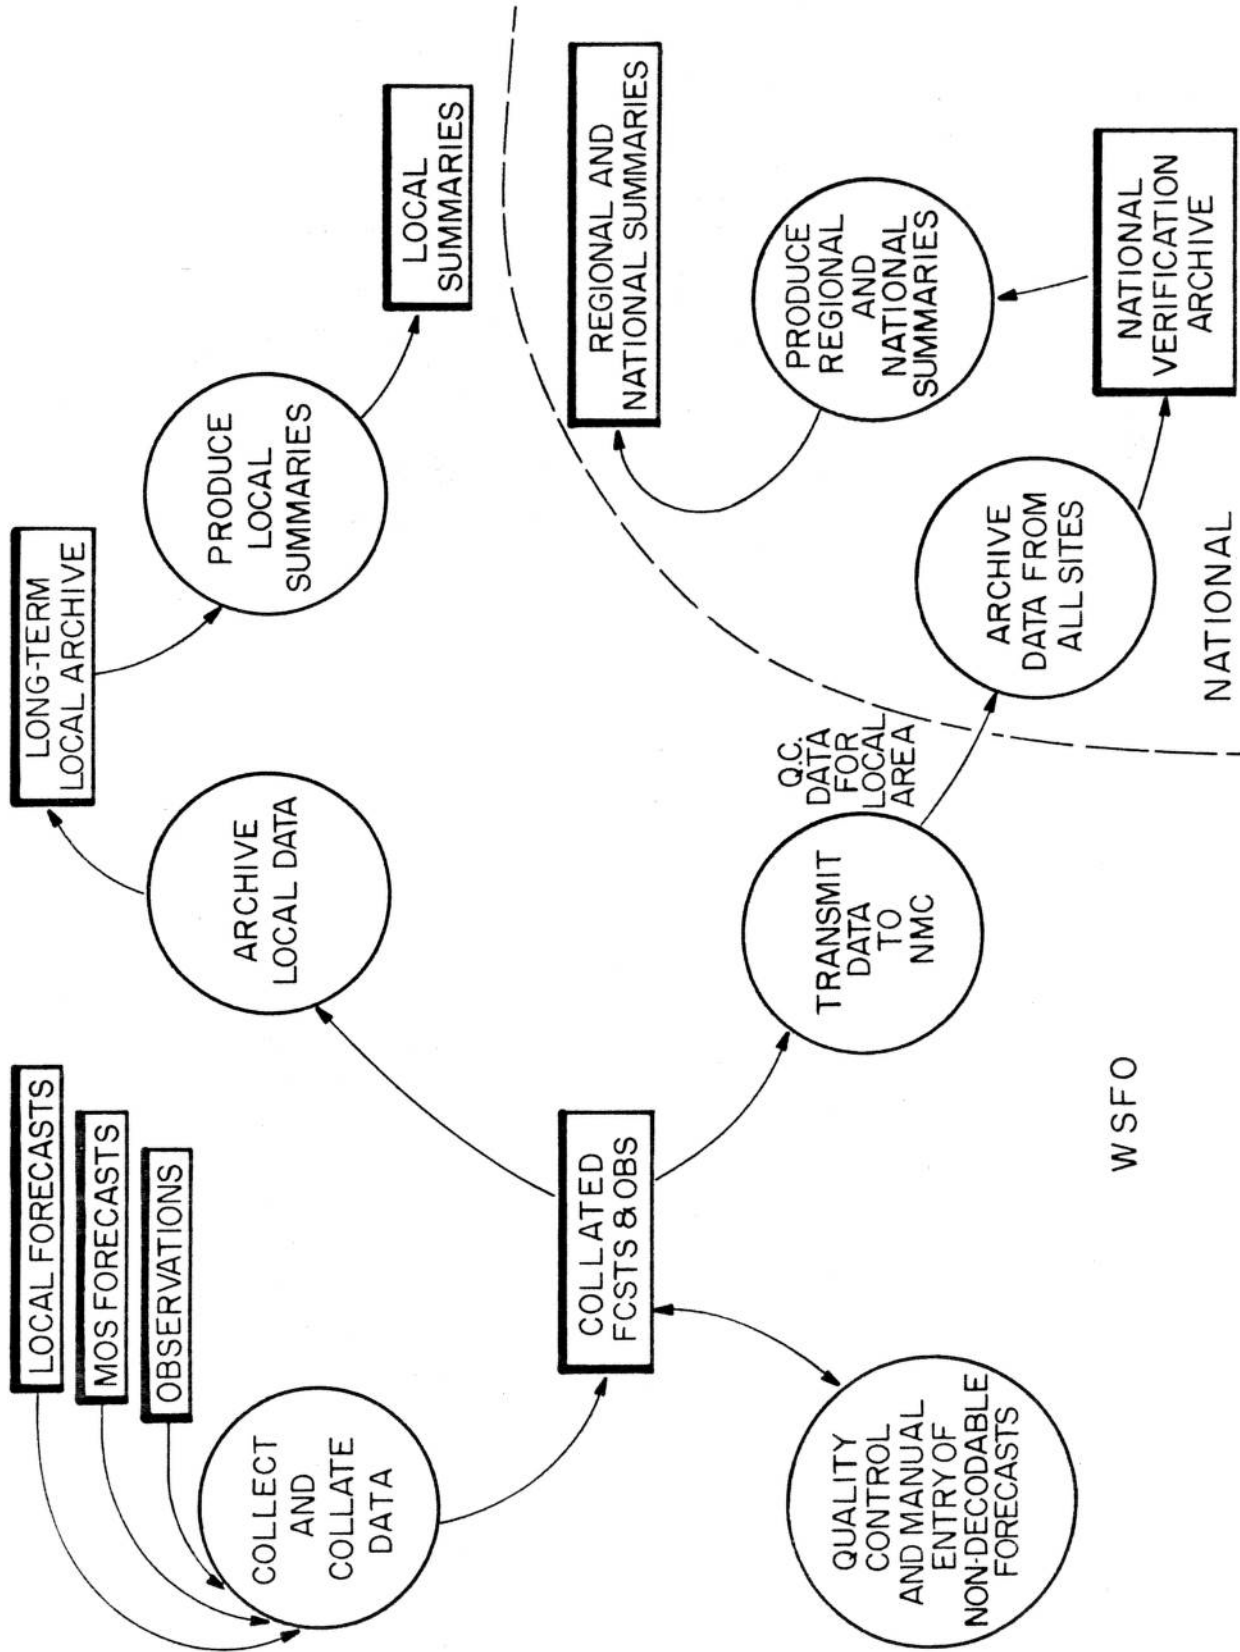 LOCAL FORECASTS
MOS FORECASTS
OBSERVATIONS
COLLECT
AND
COLLATE
DATA
LONG-TERM
LOCAL ARCHIVE
ARCHIVE
LOCAL DATA
PRODUCE
LOCAL
SUMMARIES
LOCAL
SUMMARIES
COLLATED
FCSTS & OBS
QUALITY
CONTROL
AND MANUAL
ENTRY OF
NON-DECODABLE
FORECASTS
TRANSMIT
DATA
TO
NMC
Q.C.
DATA
FOR
LOCAL
AREA
REGIONAL AND
NATIONAL SUMMARIES
PRODUCE
REGIONAL
AND
NATIONAL
SUMMARIES
ARCHIVE
DATA FROM
ALL SITES
NATIONAL
VERIFICATION
ARCHIVE
WSFO
NATIONAL